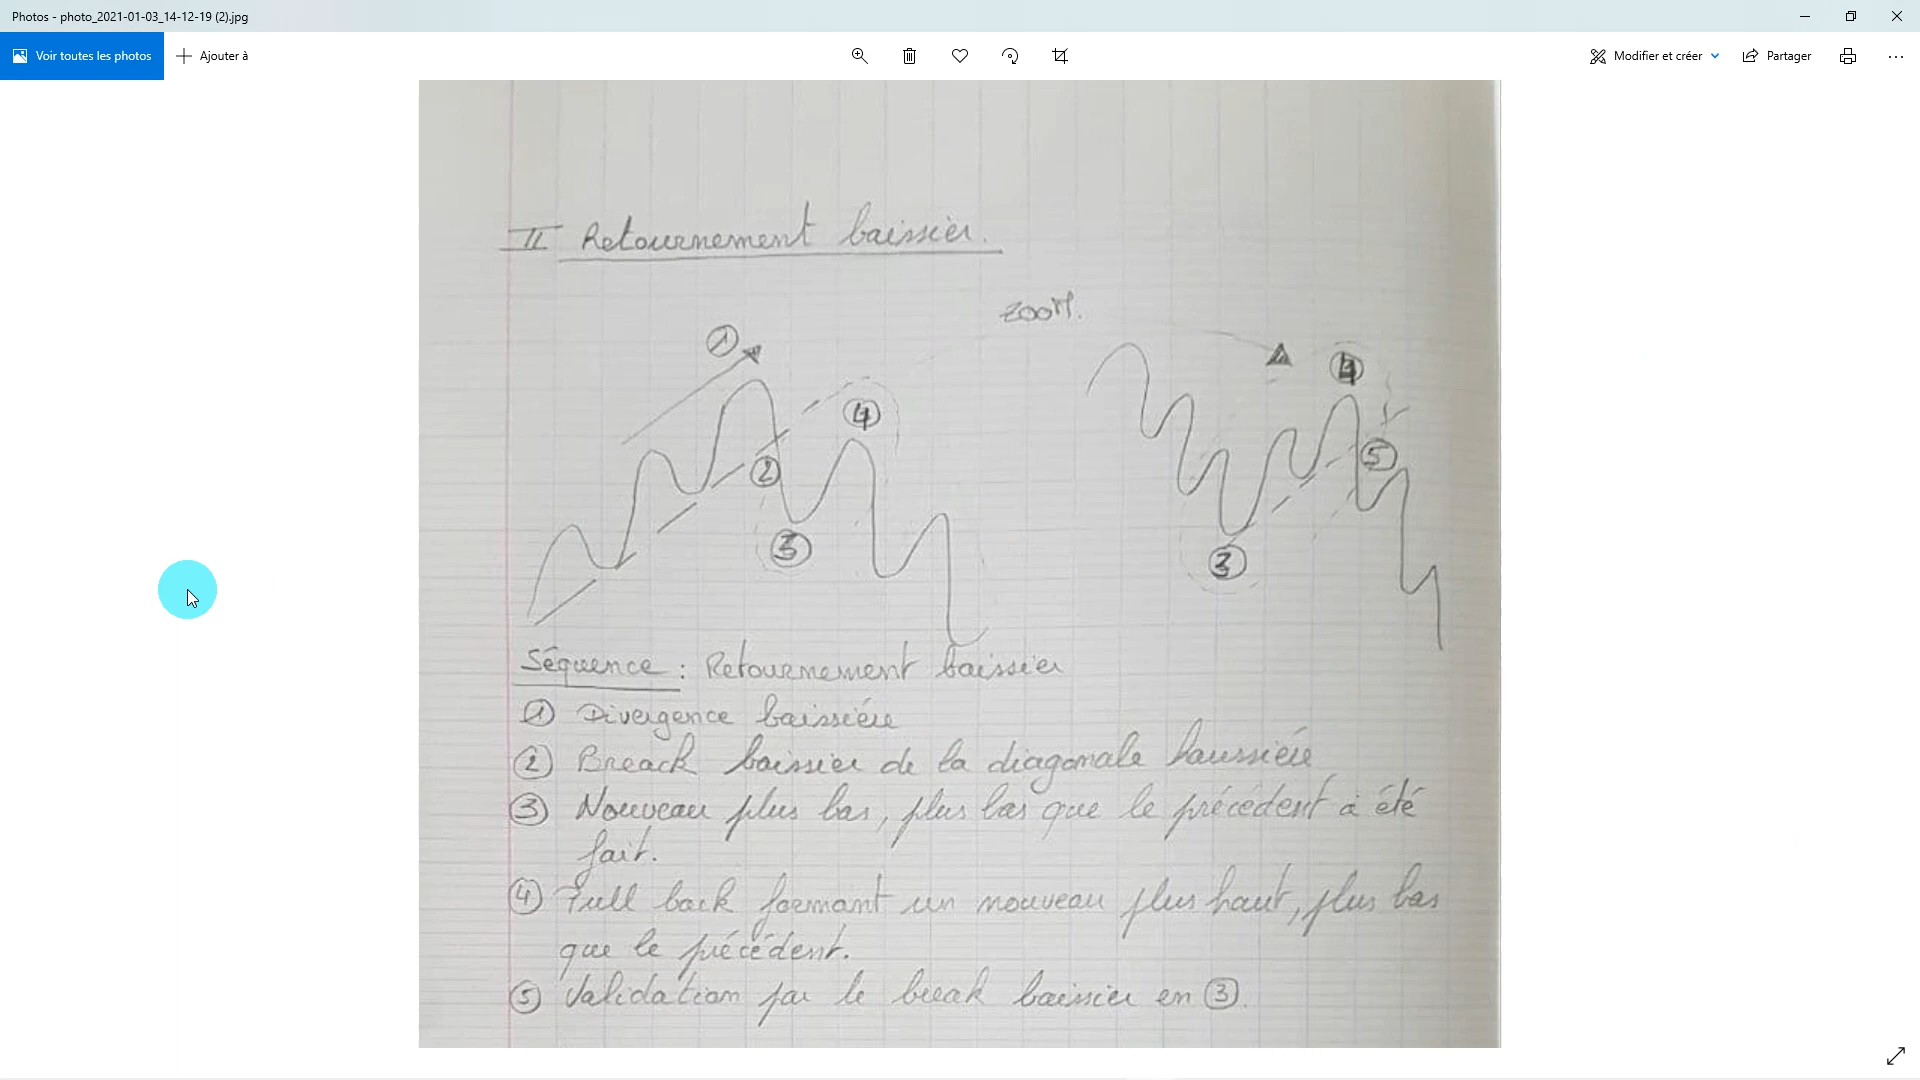 Photos - photo_2021-01-03_14-12-19 (2).jpg
Voir toutes les photos
Ajouter à
Modifier et créer
Partager
II Retournement baissier.
ZOOM.
1
4
4
2
5
3
3
Séquence : Retournement baissier
1 Divergence baissière
2 Breack baissier de la diagonale haussière
3 Nouveau plus bas, plus bas que le précédent à été
fait.
4 Pull back formant un nouveau plus haut, plus bas
que le précédent.
5 Validation par le break baissier en 3.